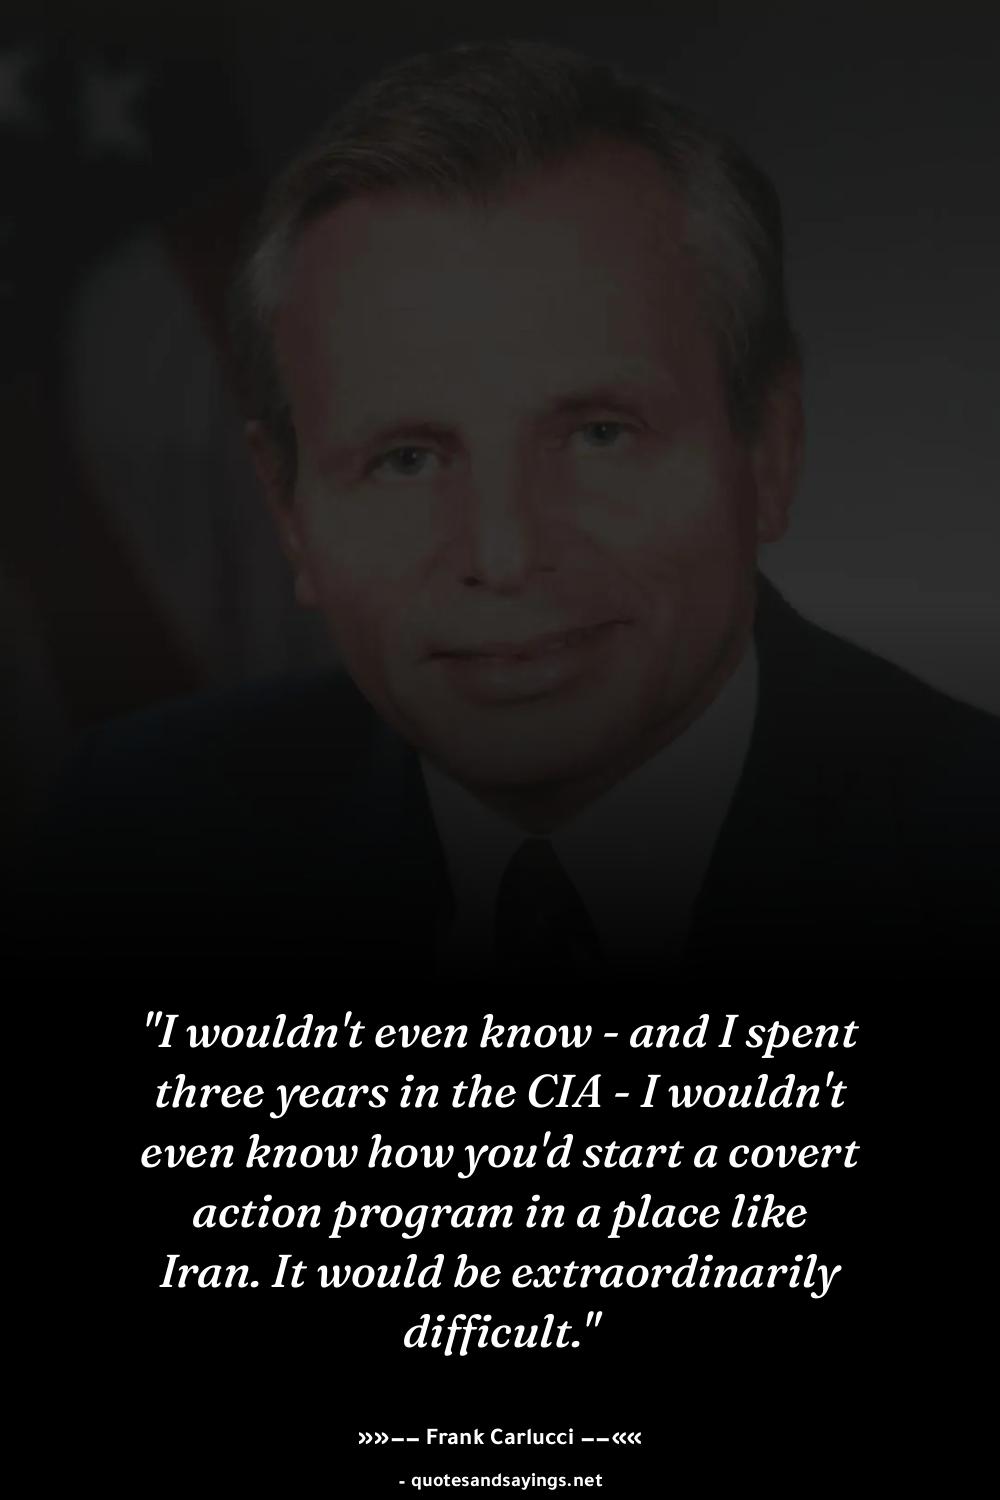 "I wouldn't even know - and I spent
three years in the CIA - I wouldn't
even know how you'd start a covert
action program in a place like
Iran. It would be extraordinarily
difficult."
»»–– Frank Carlucci ––««
- quotesandsayings.net